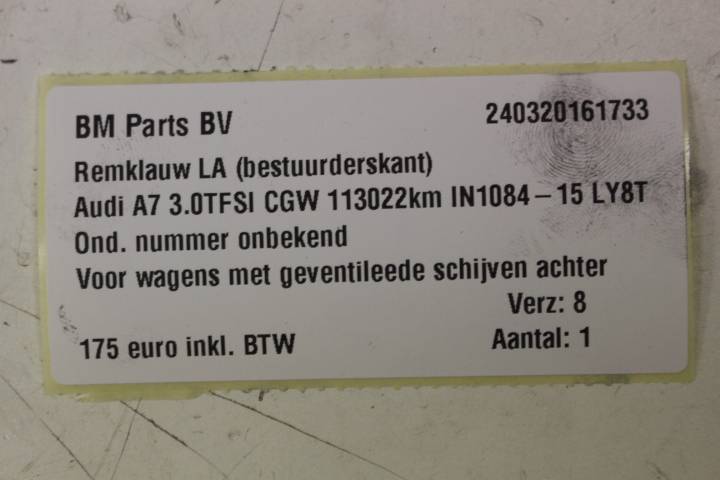 BM Parts BV 240320161733
Remklauw LA (bestuurderskant)
Audi A7 3.0TFSI CGW 113022km IN1084-15 LY8T
Ond. nummer onbekend
Voor wagens met geventileede schijven achter
Verz: 8
175 euro inkl. BTW Aantal: 1